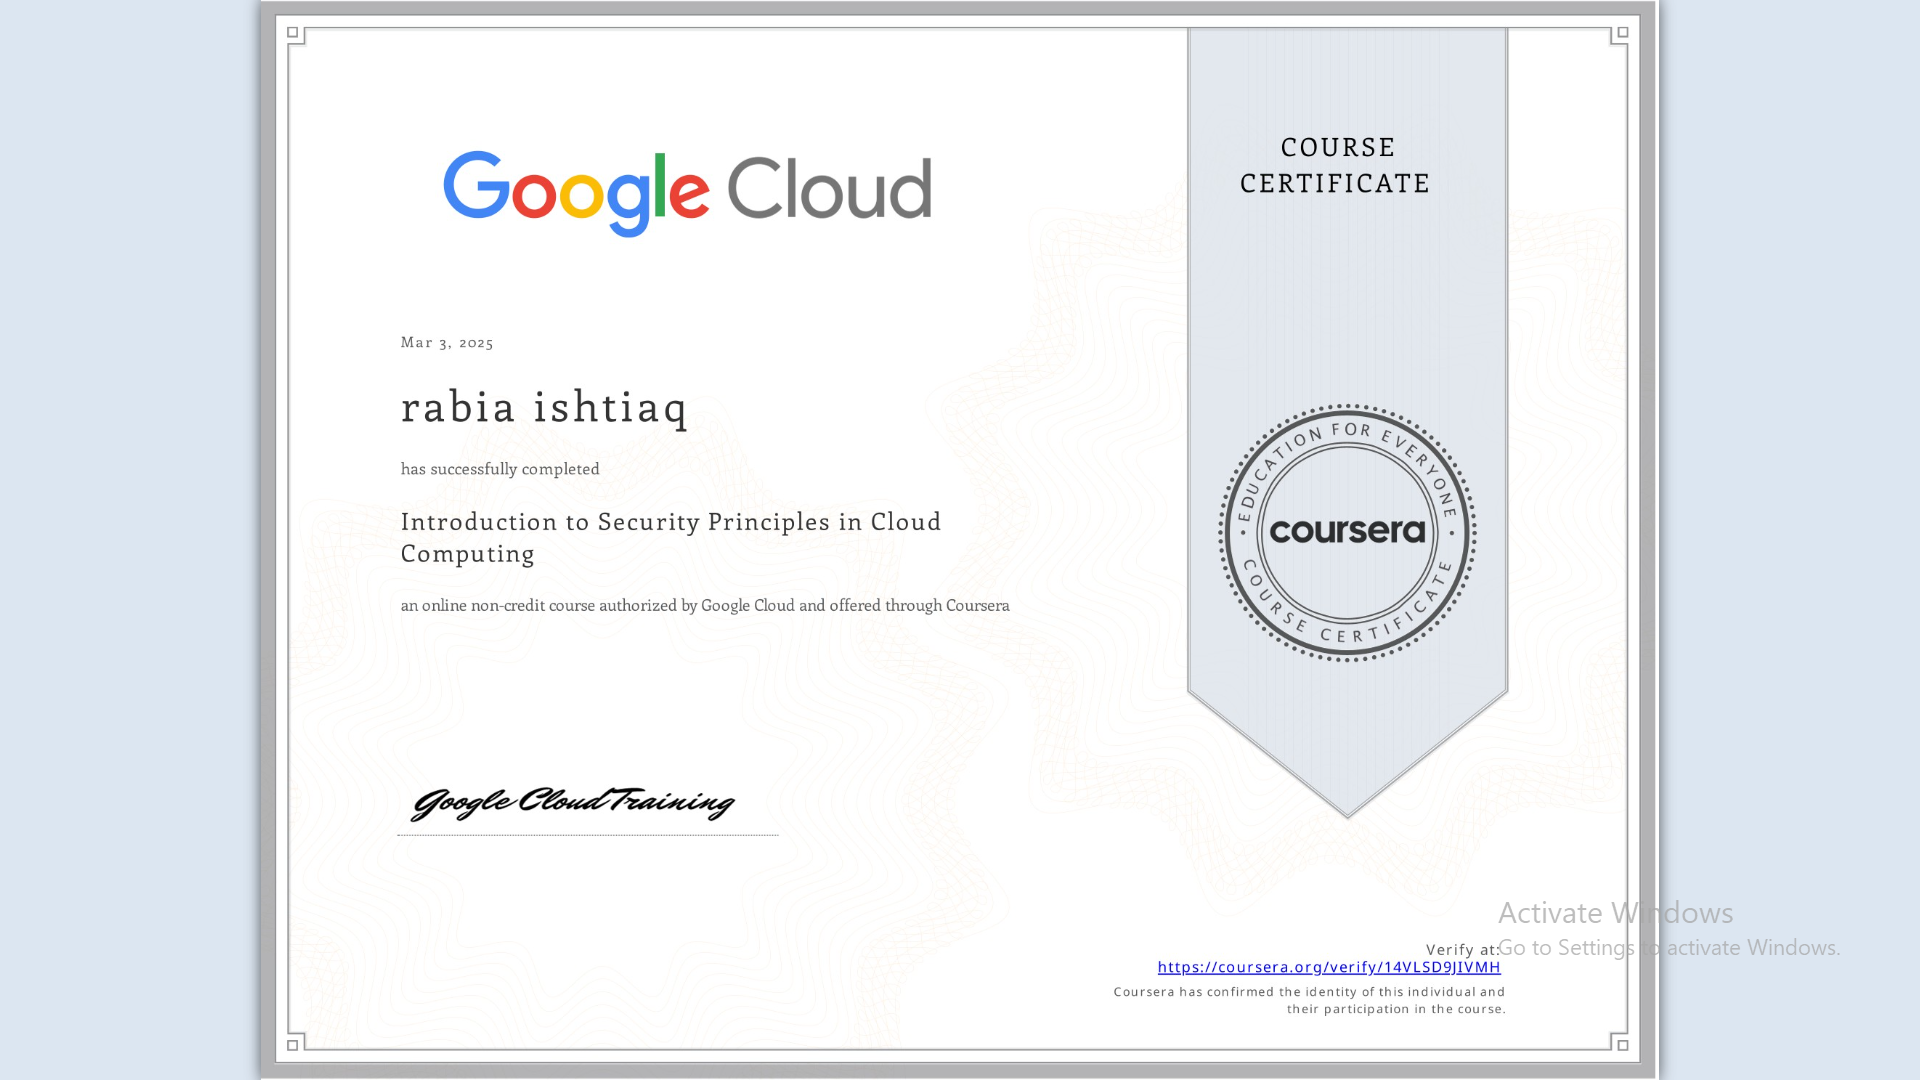 Google Cloud
COURSE
CERTIFICATE
Mar 3, 2025
rabia ishtiaq
has successfully completed
Introduction to Security Principles in Cloud
Computing
an online non-credit course authorized by Google Cloud and offered through Coursera
EDUCATION FOR EVERYONE
coursera
COURSE CERTIFICATE
Google Cloud Training
Activate Windows
Go to Settings to activate Windows.
Verify at:
https://coursera.org/verify/14VLSD9JIVMH
Coursera has confirmed the identity of this individual and
their participation in the course.